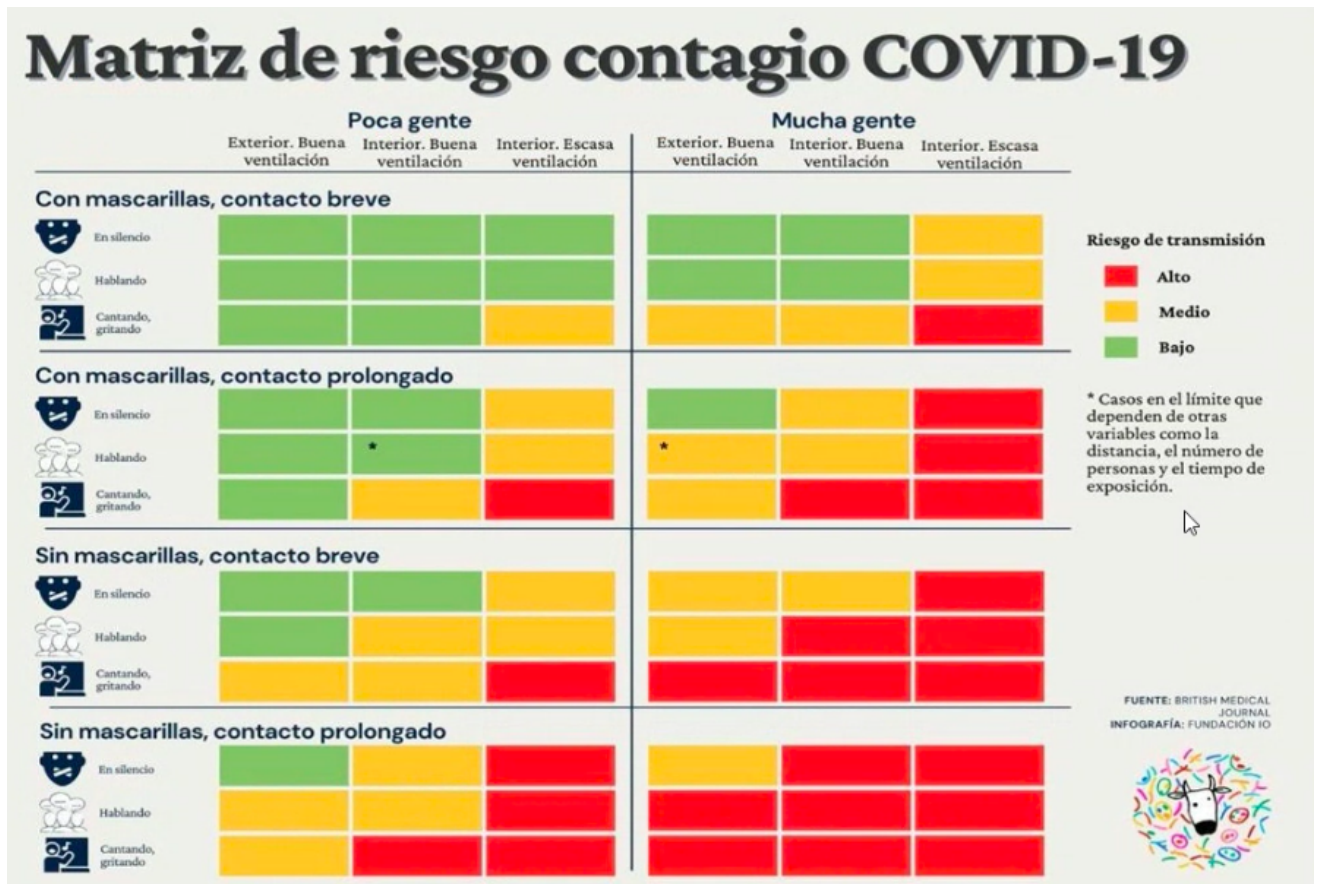 Matriz de riesgo contagio COVID-19
Poca gente
Mucha gente
Exterior. Buena
ventilación
Interior. Buena
ventilación
Interior. Escasa
ventilación
Exterior. Buena
ventilación
Interior. Buena
ventilación
Interior. Escasa
ventilación
Con mascarillas, contacto breve
En silencio
Hablando
Cantando,
gritando
Con mascarillas, contacto prolongado
En silencio
Hablando
*
*
Cantando,
gritando
Sin mascarillas, contacto breve
En silencio
Hablando
Cantando,
gritando
Sin mascarillas, contacto prolongado
En silencio
Hablando
Cantando,
gritando
Riesgo de transmisión
Alto
Medio
Bajo
* Casos en el límite que
dependen de otras
variables como la
distancia, el número de
personas y el tiempo de
exposición.
FUENTE: BRITISH MEDICAL
JOURNAL
INFOGRAFÍA: FUNDACIÓN IO